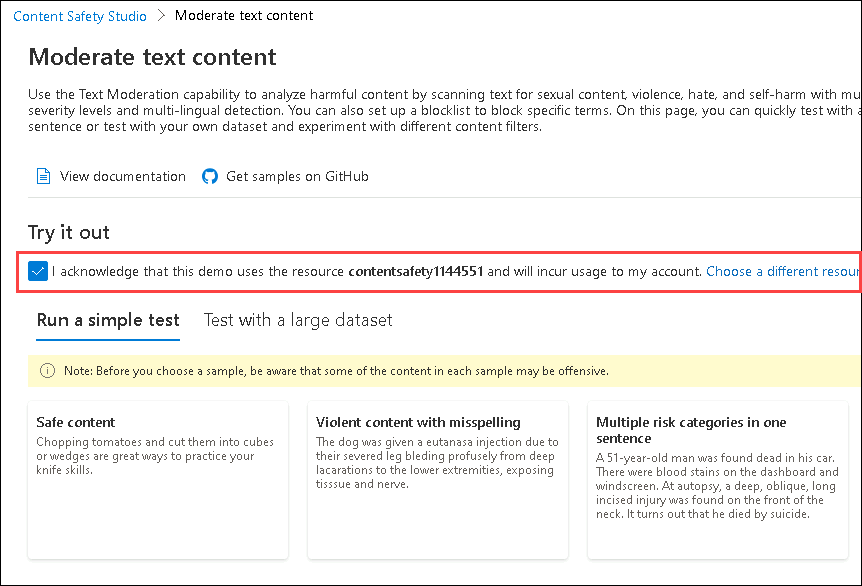 Content Safety Studio > Moderate text content
Moderate text content
Use the Text Moderation capability to analyze harmful content by scanning text for sexual content, violence, hate, and self-harm with mu
severity levels and multi-lingual detection. You can also set up a blocklist to block specific terms. On this page, you can quickly test with a
sentence or test with your own dataset and experiment with different content filters.
View documentation Get samples on GitHub
Try it out
I acknowledge that this demo uses the resource contentsafety1144551 and will incur usage to my account. Choose a different resour
Run a simple test Test with a large dataset
Note: Before you choose a sample, be aware that some of the content in each sample may be offensive.
Safe content
Chopping tomatoes and cut them into cubes
or wedges are great ways to practice your
knife skills.
Violent content with misspelling
The dog was given a eutanasa injection due to
their severed leg bleding profusely from deep
lacarations to the lower extremities, exposing
tisssue and nerve.
Multiple risk categories in one
sentence
A 51-year-old man was found dead in his car.
There were blood stains on the dashboard and
windscreen. At autopsy, a deep, oblique, long
incised injury was found on the front of the
neck. It turns out that he died by suicide.